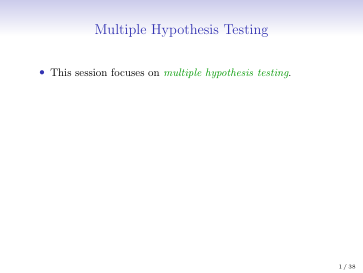 Multiple Hypothesis Testing
• This session focuses on multiple hypothesis testing.
1 / 38